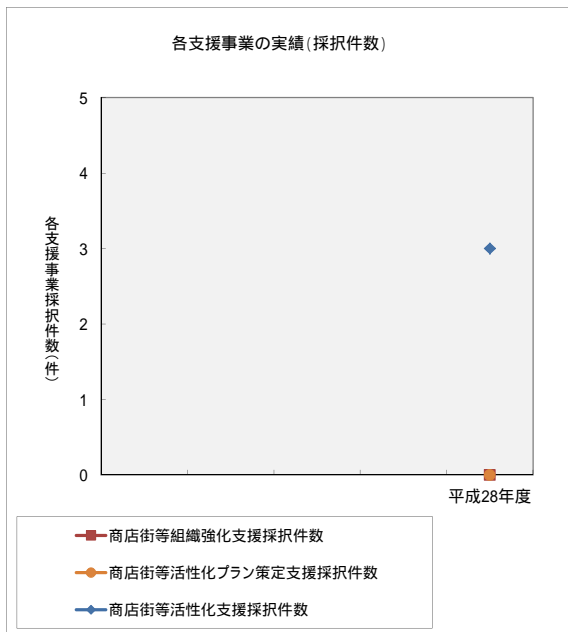 各支援事業の実績(採択件数)
各支援事業採択件数(件)
5
4
3
2
1
0
平成28年度
商店街等組織強化支援採択件数
商店街等活性化プラン策定支援採択件数
商店街等活性化支援採択件数